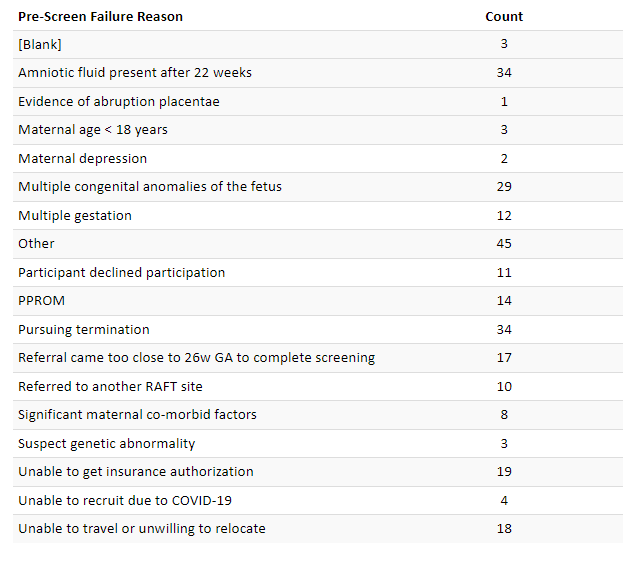 Pre-Screen Failure Reason Count
[Blank] 3
Amniotic fluid present after 22 weeks 34
Evidence of abruption placentae 1
Maternal age < 18 years 3
Maternal depression 2
Multiple congenital anomalies of the fetus 29
Multiple gestation 12
Other 45
Participant declined participation 11
PPROM 14
Pursuing termination 34
Referral came too close to 26w GA to complete screening 17
Referred to another RAFT site 10
Significant maternal co-morbid factors 8
Suspect genetic abnormality 3
Unable to get insurance authorization 19
Unable to recruit due to COVID-19 4
Unable to travel or unwilling to relocate 18